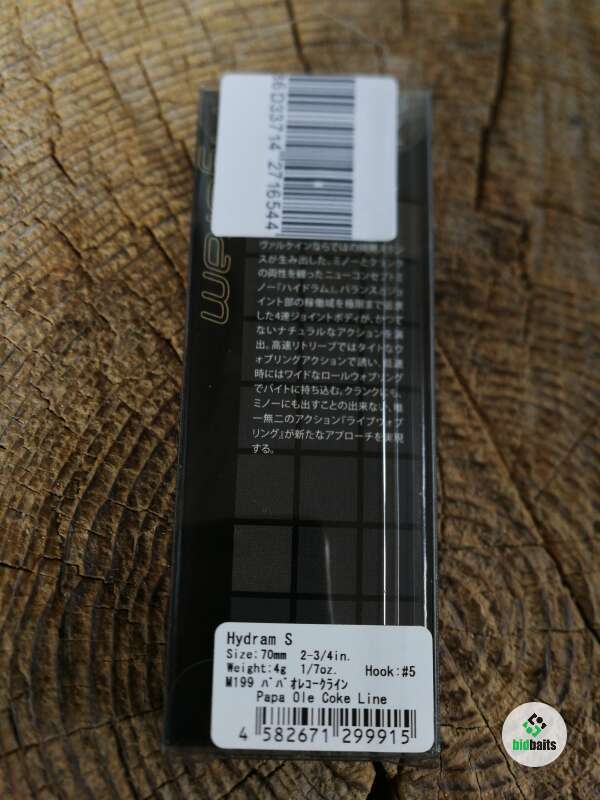 86D33714 2716544
ヴァルケインならではの
スが生み出した、ミノーとクランク
の両性を纏ったニューコンセプトミ
ノー『ハイドラム』。バランスとジョ
イント部の稼働域を極限まで追求
した4連ジョイントボディが、かつて
ないナチュラルなアクションを演
出。高速リトリーブではタイトなウ
ォブリングアクションで誘い、低速
時にはワイドなロールウォブリング
でバイトに持ち込む。クランクにも、
ミノーにも出すことの出来ない、唯
一無二のアクション『ライブウォブ
リング』が新たなアプローチを実現
する。
Hydram S
Size:70mm 2-3/4in.
Weight:4g 1/7oz. Hook:#5
M199 パパオレコークライン
Papa Ole Coke Line
4 582671 299915
bidbaits